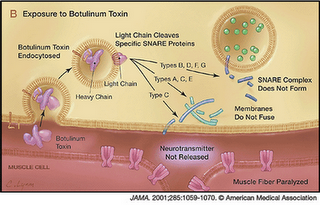 B Exposure to Botulinum Toxin
Botulinum Toxin
Endocytosed
Light Chain Cleaves
Specific SNARE Proteins
Types B, D, F, G
Types A, C, E
Type C
Light Chain
Heavy Chain
SNARE Complex
Does Not Form
Membranes
Do Not Fuse
Botulinum
Toxin
Neurotransmitter
Not Released
MUSCLE CELL
Muscle Fiber Paralyzed
JAMA. 2001;285:1059-1070. © American Medical Association